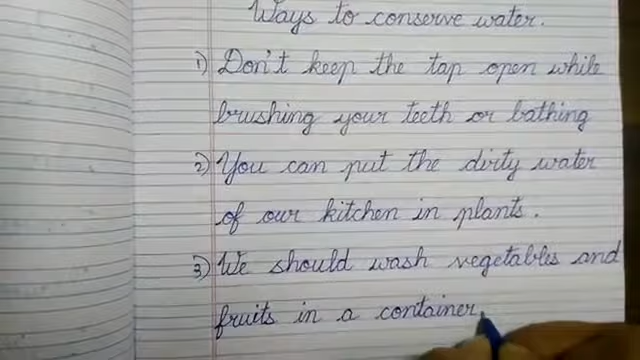 Ways to conserve water.
1) Don't keep the tap open while
brushing your teeth or bathing
2) You can put the dirty water
of our kitchen in plants.
3) We should wash vegetables and
fruits in a container